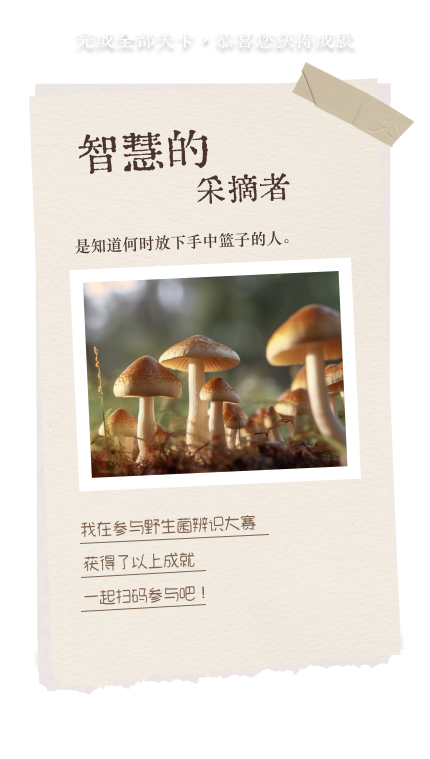 完成全部关卡，恭喜您获得成就
智慧的
采摘者
是知道何时放下手中篮子的人。
我在参与野生菌辨识大赛
获得了以上成就
一起扫码参与吧！